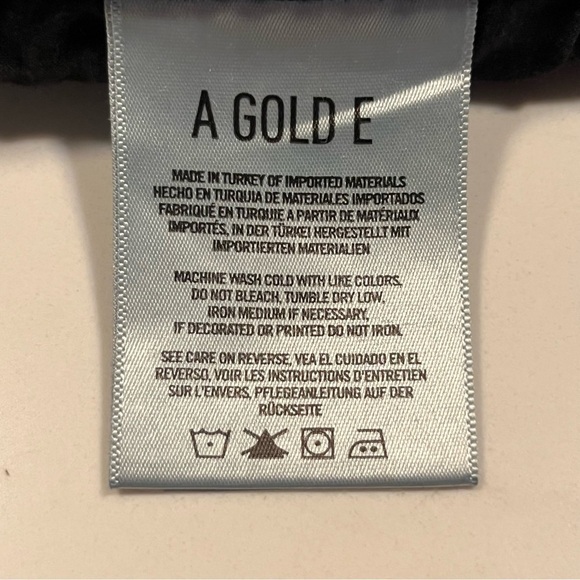 A GOLD E
MADE IN TURKEY OF IMPORTED MATERIALS
HECHO EN TURQUIA DE MATERIALES IMPORTADOS
FABRIQUÉ EN TURQUIE A PARTIR DE MATÉRIAUX
IMPORTÉS, IN DER TÜRKEI HERGESTELLT MIT
IMPORTIERTEN MATERIALIEN
MACHINE WASH COLD WITH LIKE COLORS,
DO NOT BLEACH, TUMBLE DRY LOW,
IRON MEDIUM IF NECESSARY,
IF DECORATED OR PRINTED DO NOT IRON,
SEE CARE ON REVERSE, VEA EL CUIDADO EN EL
REVERSO, VOIR LES INSTRUCTIONS D'ENTRETIEN
SUR L'ENVERS, PFLEGEANLEITUNG AUF DER
RÜCKSEITE